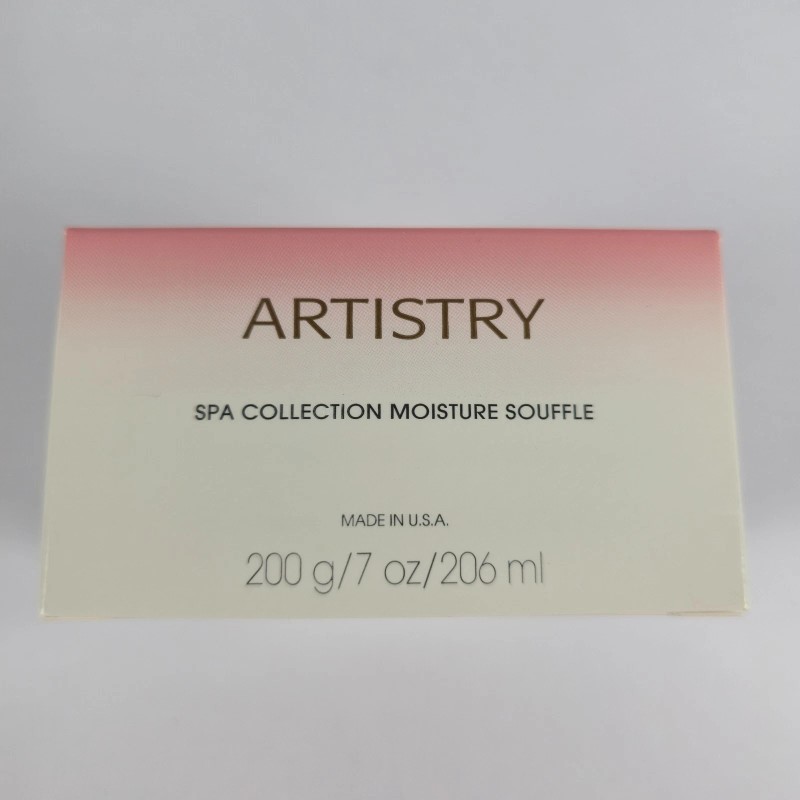 ARTISTRY
SPA COLLECTION MOISTURE SOUFFLE
MADE IN U.S.A.
200 g/7 oz/206 ml